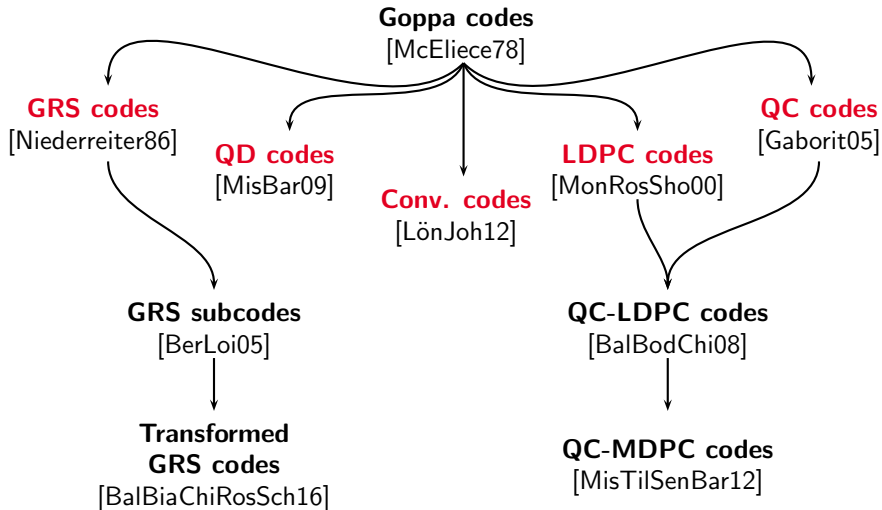 Goppa codes
[McEliece78]
GRS codes
[Niederreiter86]
QD codes
[MisBar09]
Conv. codes
[LönJoh12]
LDPC codes
[MonRosSho00]
QC codes
[Gaborit05]
GRS subcodes
[BerLoi05]
QC-LDPC codes
[BalBodChi08]
Transformed
GRS codes
[BalBiaChiRosSch16]
QC-MDPC codes
[MisTilSenBar12]